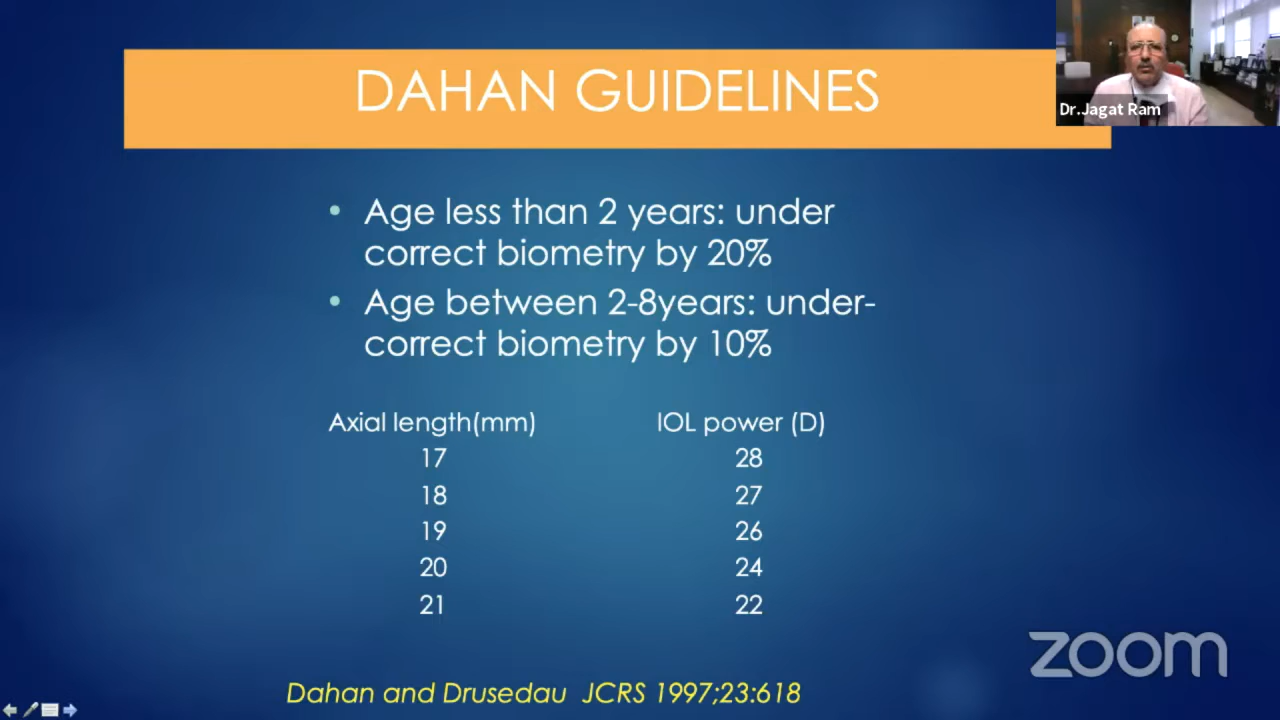 DAHAN GUIDELINES
Dr.Jagat Ram
• Age less than 2 years: under
correct biometry by 20%
• Age between 2-8years: under-
correct biometry by 10%
Axial length(mm) IOL power (D)
17 28
18 27
19 26
20 24
21 22
zoom
Dahan and Drusedau JCRS 1997;23:618